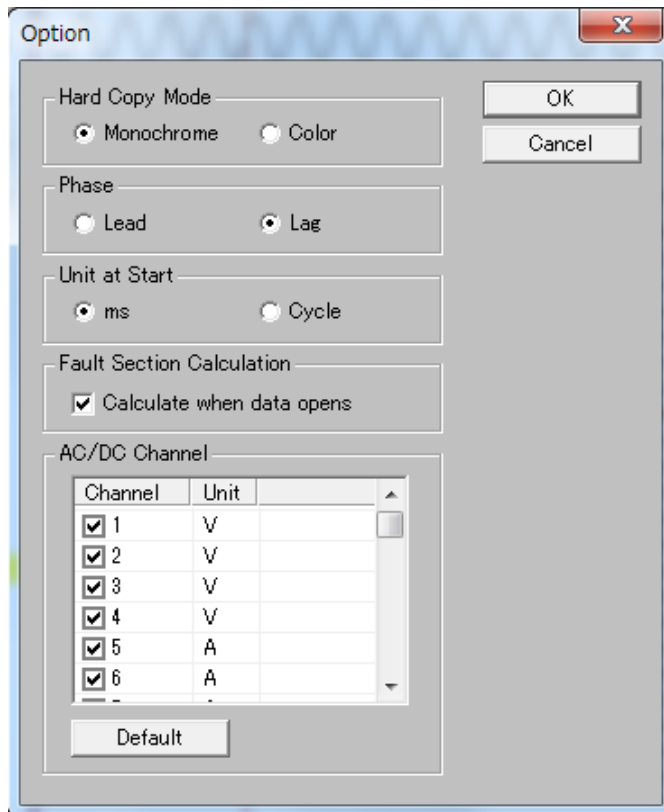 Option
Hard Copy Mode
Monochrome Color
OK
Cancel
Phase
Lead Lag
Unit at Start
ms Cycle
Fault Section Calculation
Calculate when data opens
AC/DC Channel
Channel Unit
1 V
2 V
3 V
4 V
5 A
6 A
Default